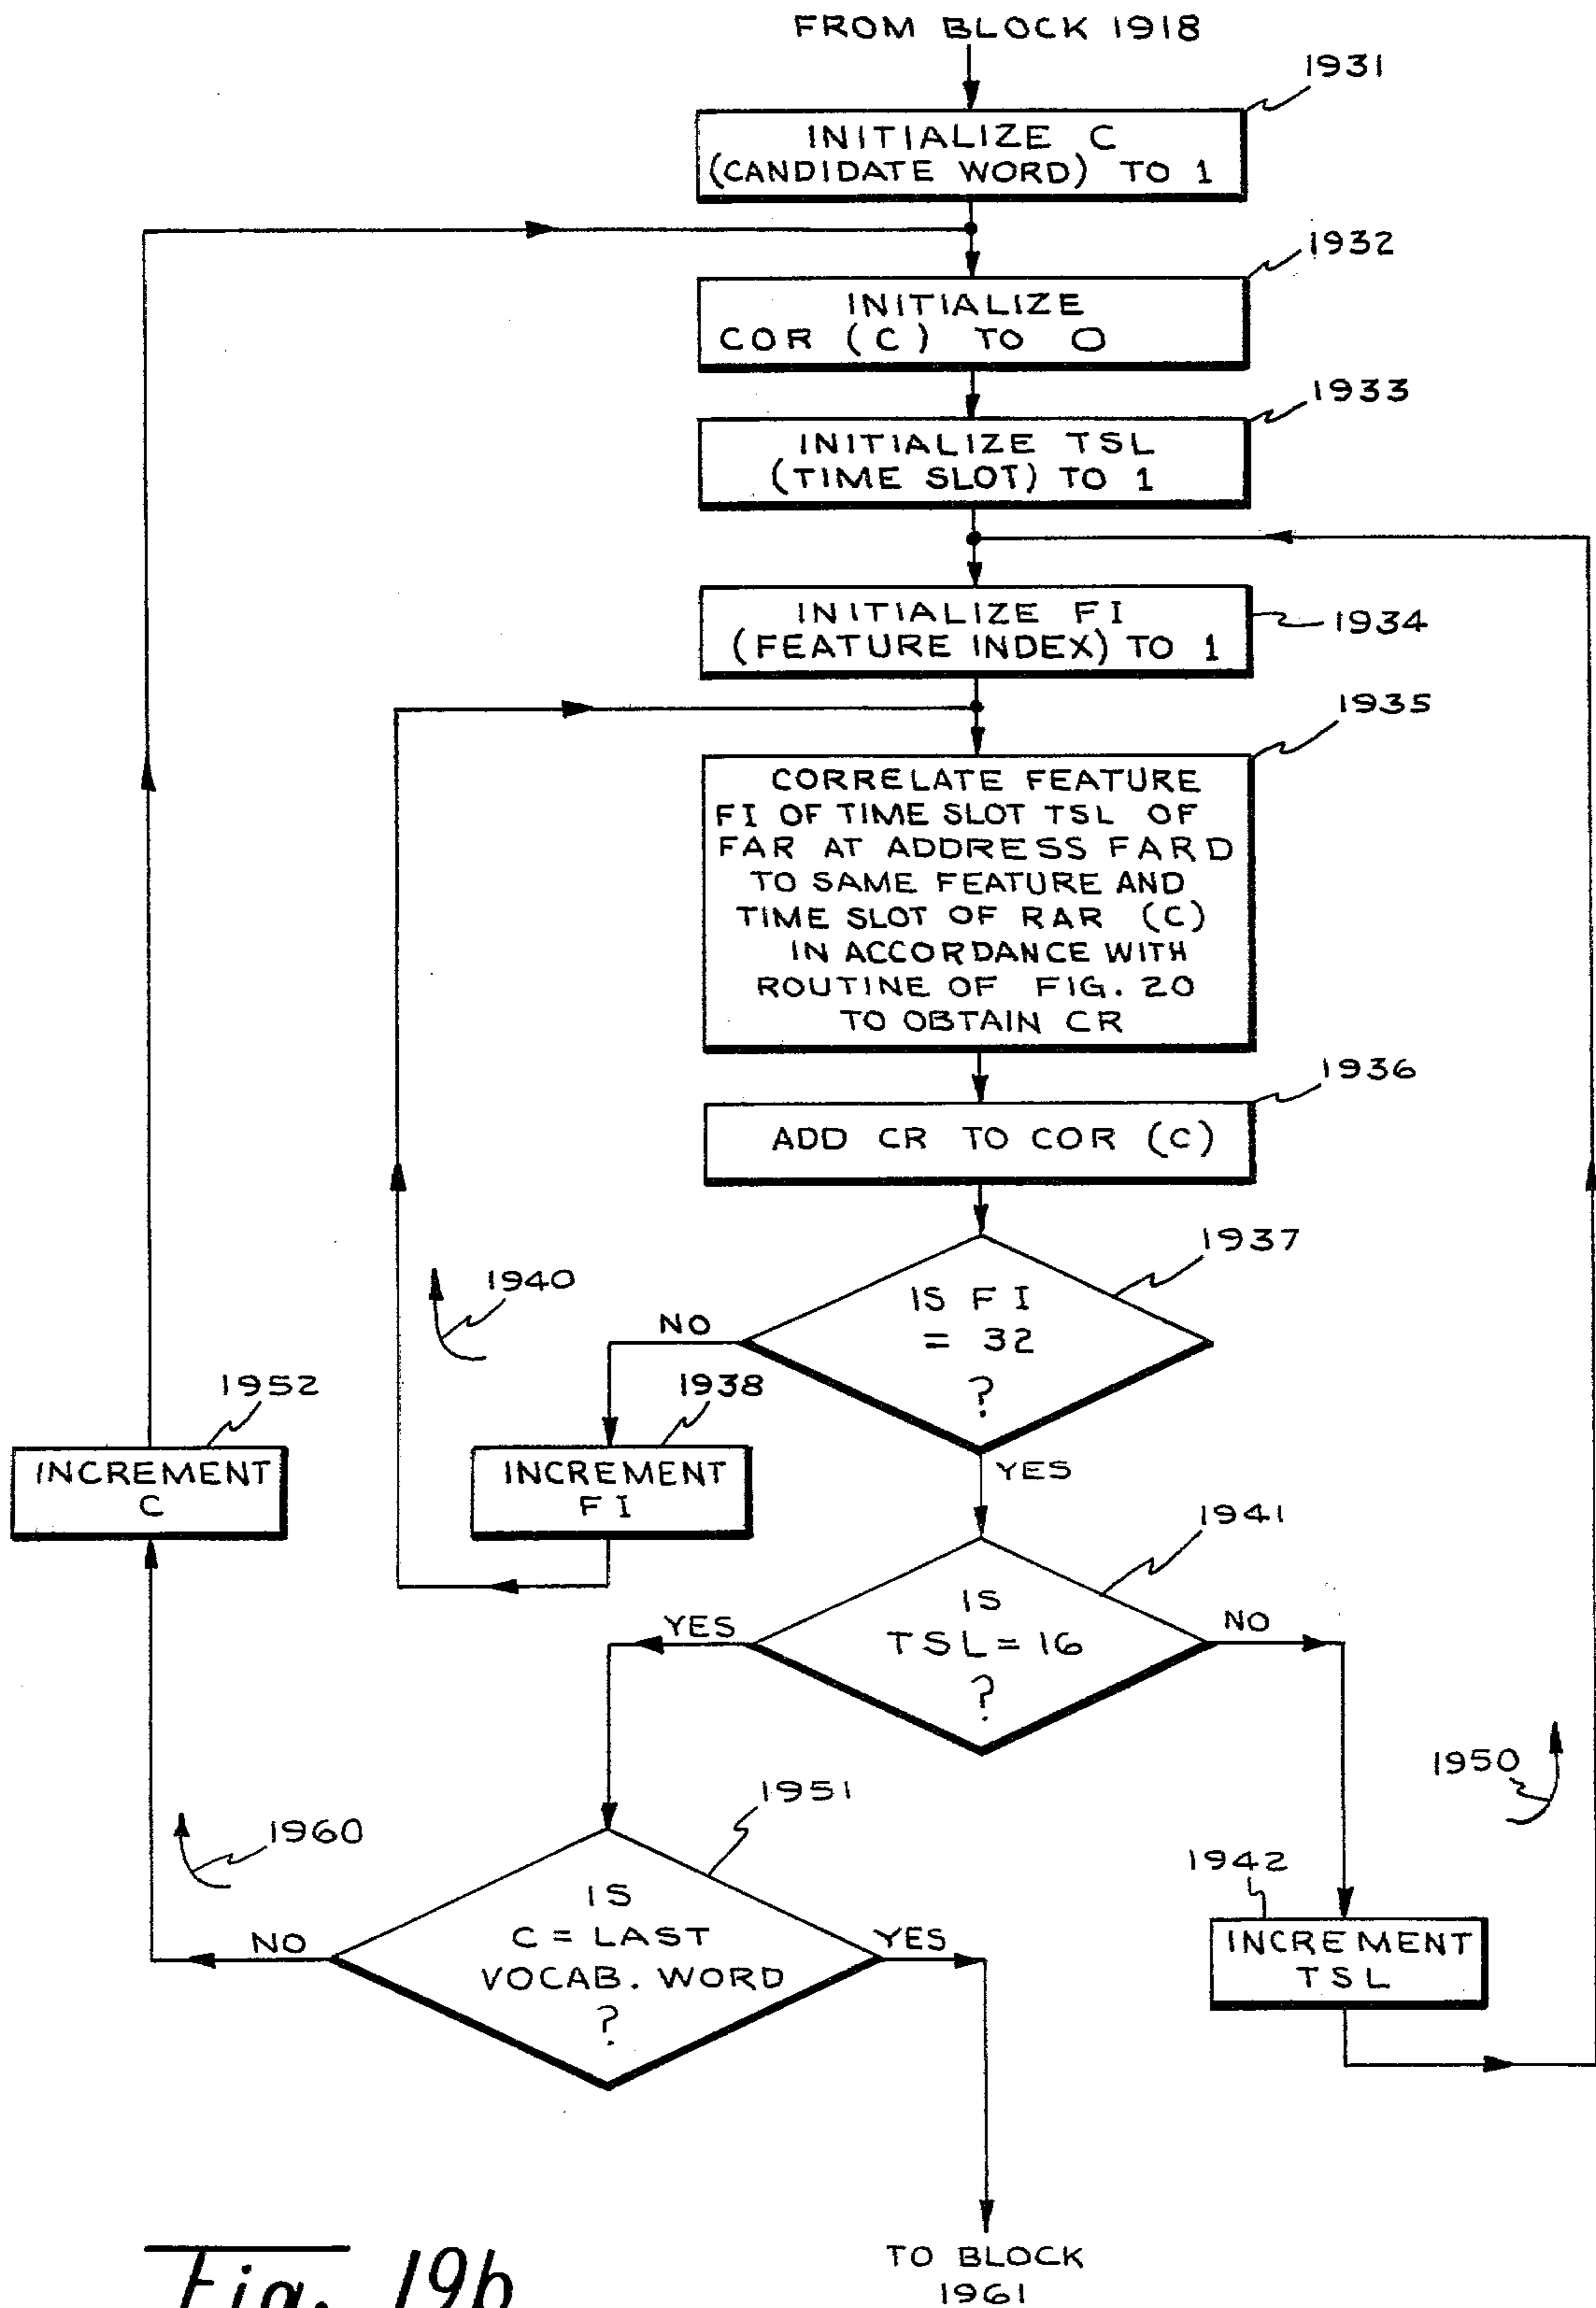 FROM BLOCK 1918
1931
INITIALIZE C
(CANDIDATE WORD) TO 1
1932
INITIALIZE
COR (C) TO 0
1933
INITIALIZE TSL
(TIME SLOT) TO 1
INITIALIZE FI
(FEATURE INDEX) TO 1
1934
1935
CORRELATE FEATURE
FI OF TIME SLOT TSL OF
FAR AT ADDRESS FARD
TO SAME FEATURE AND
TIME SLOT OF RAR (C)
IN ACCORDANCE WITH
ROUTINE OF FIG. 20
TO OBTAIN CR
1936
ADD CR TO COR (C)
1937
IS FI
= 32
?
NO
YES
1940
1938
INCREMENT
FI
1952
INCREMENT
C
1941
IS
TSL = 16
?
YES
NO
1950
1942
INCREMENT
TSL
1951
1960
IS
C = LAST
VOCAB. WORD
?
NO
YES
TO BLOCK
1961
Fig. 19b